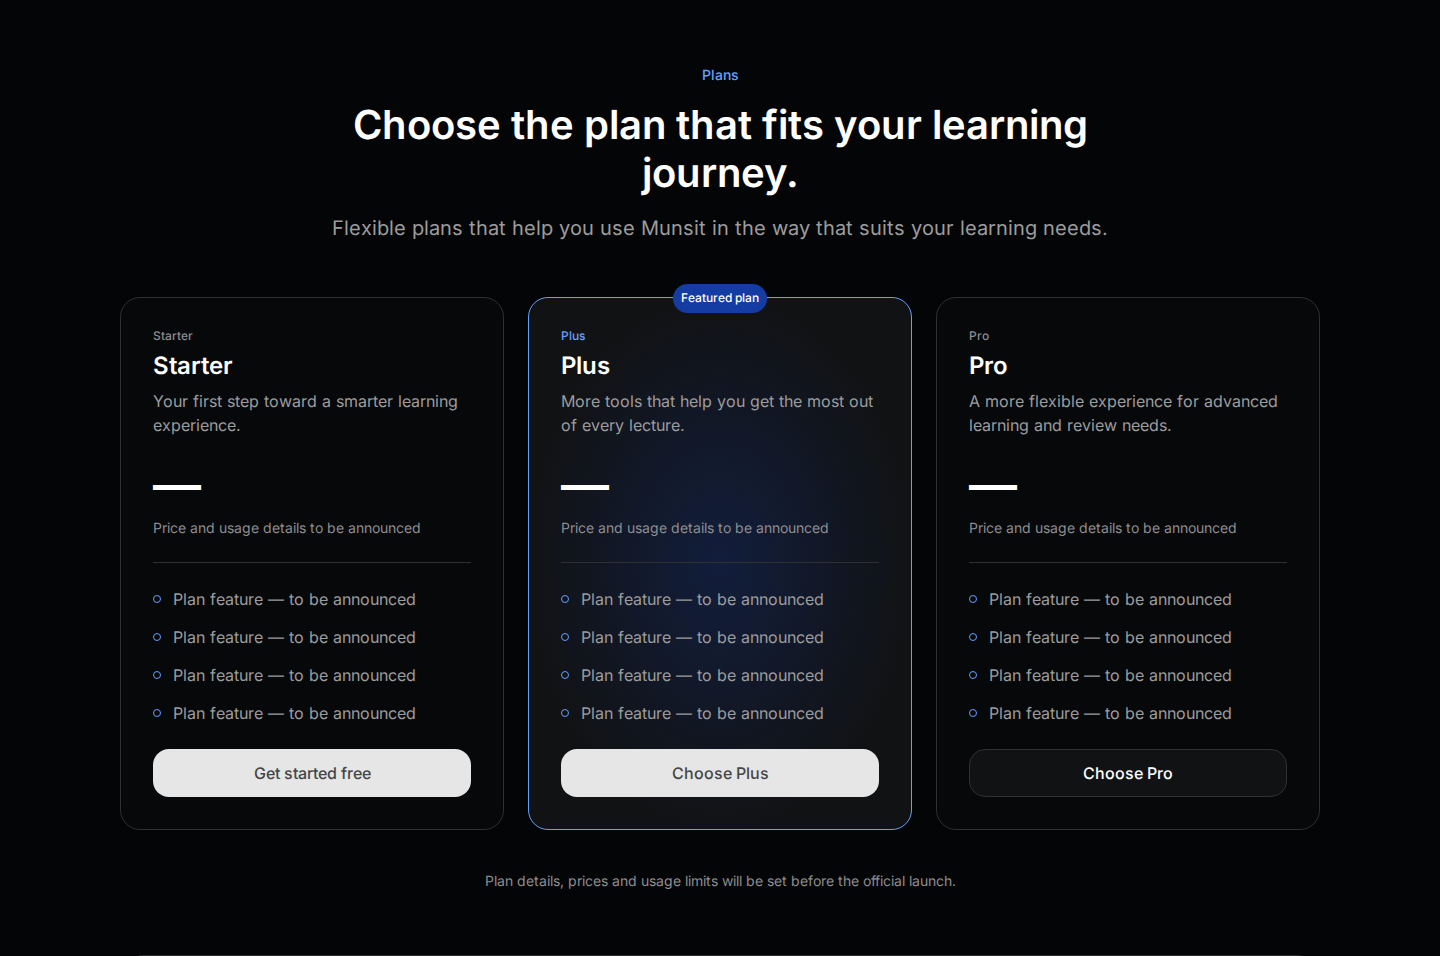 Plans
Choose the plan that fits your learning
journey.
Flexible plans that help you use Munsit in the way that suits your learning needs.
Starter
Starter
Your first step toward a smarter learning
experience.
—
Price and usage details to be announced
Plan feature — to be announced
Plan feature — to be announced
Plan feature — to be announced
Plan feature — to be announced
Get started free
Featured plan
Plus
Plus
More tools that help you get the most out
of every lecture.
—
Price and usage details to be announced
Plan feature — to be announced
Plan feature — to be announced
Plan feature — to be announced
Plan feature — to be announced
Choose Plus
Pro
Pro
A more flexible experience for advanced
learning and review needs.
—
Price and usage details to be announced
Plan feature — to be announced
Plan feature — to be announced
Plan feature — to be announced
Plan feature — to be announced
Choose Pro
Plan details, prices and usage limits will be set before the official launch.